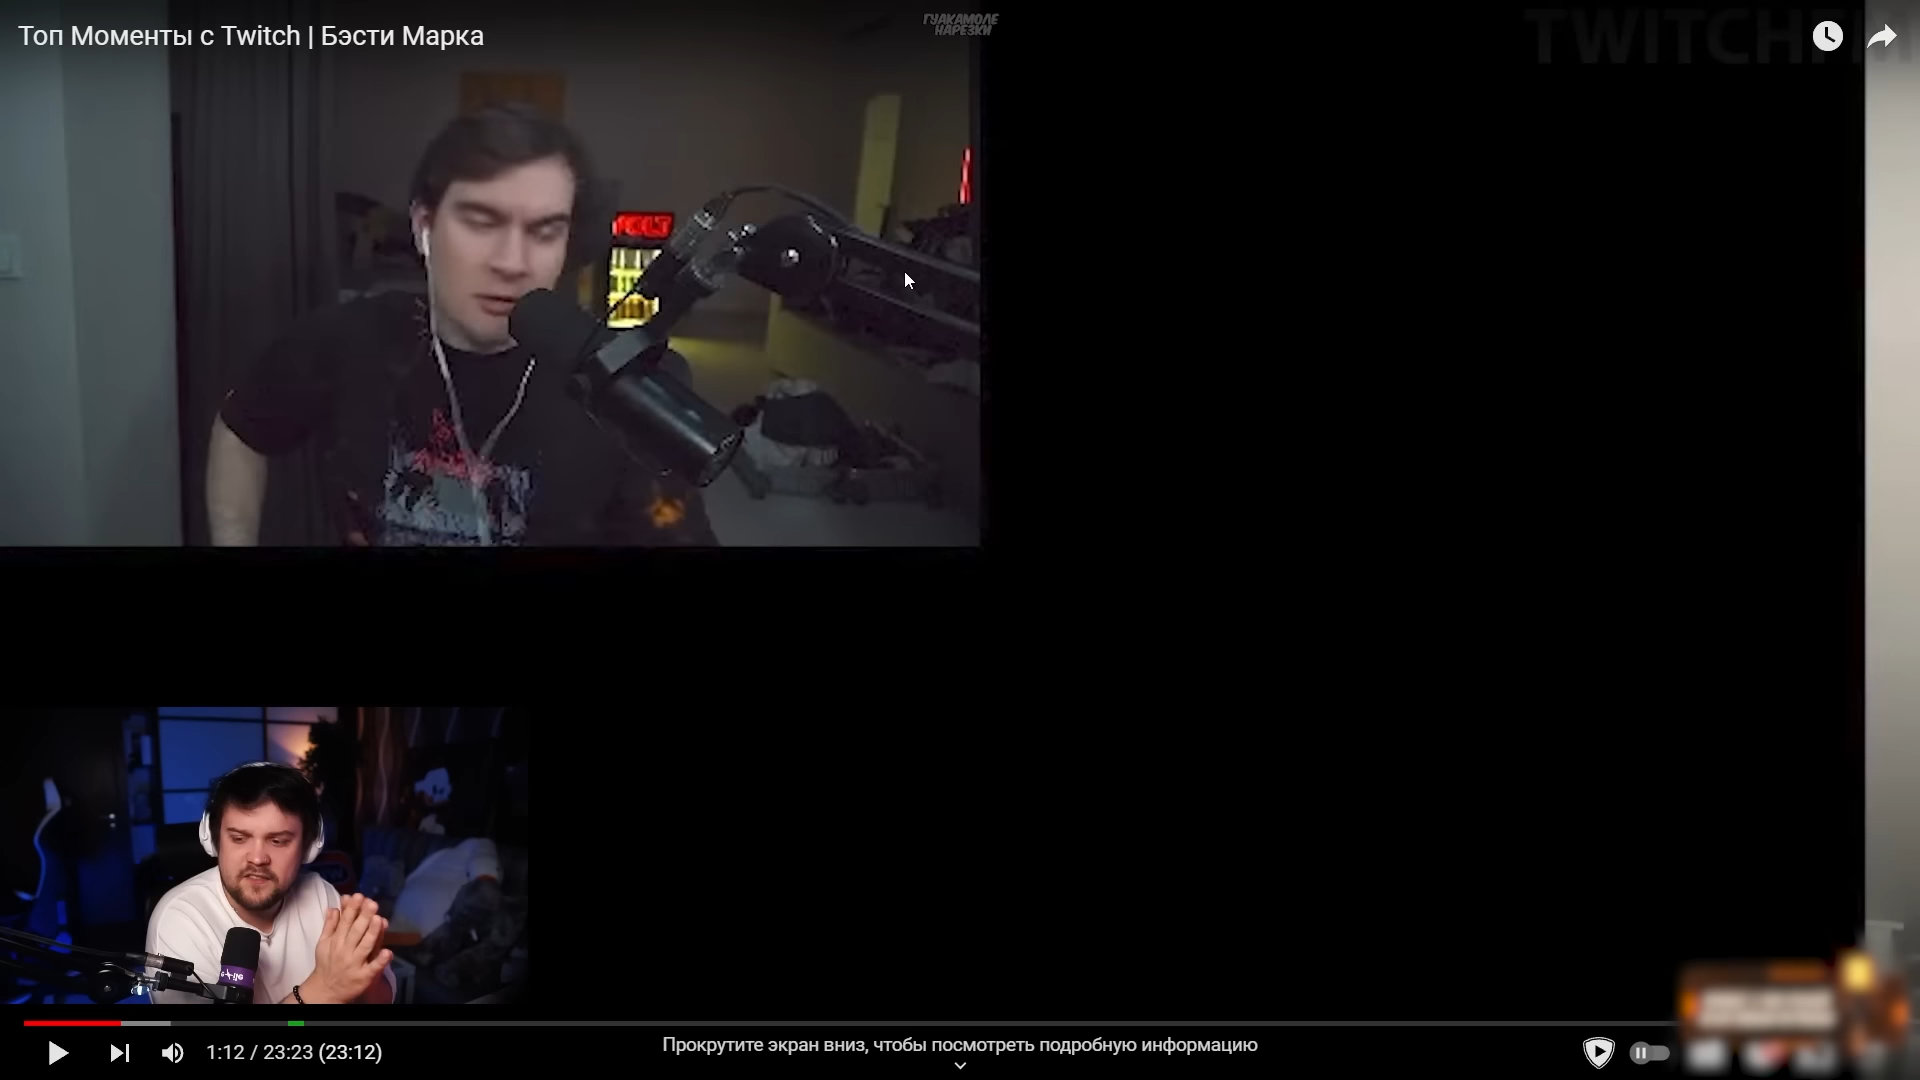 Топ Моменты с Twitch | Бэсти Марка
ГУАКАМОЛЕ
НАРЕЗКИ
1:12 / 23:23 (23:12)
Прокрутите экран вниз, чтобы посмотреть подробную информацию